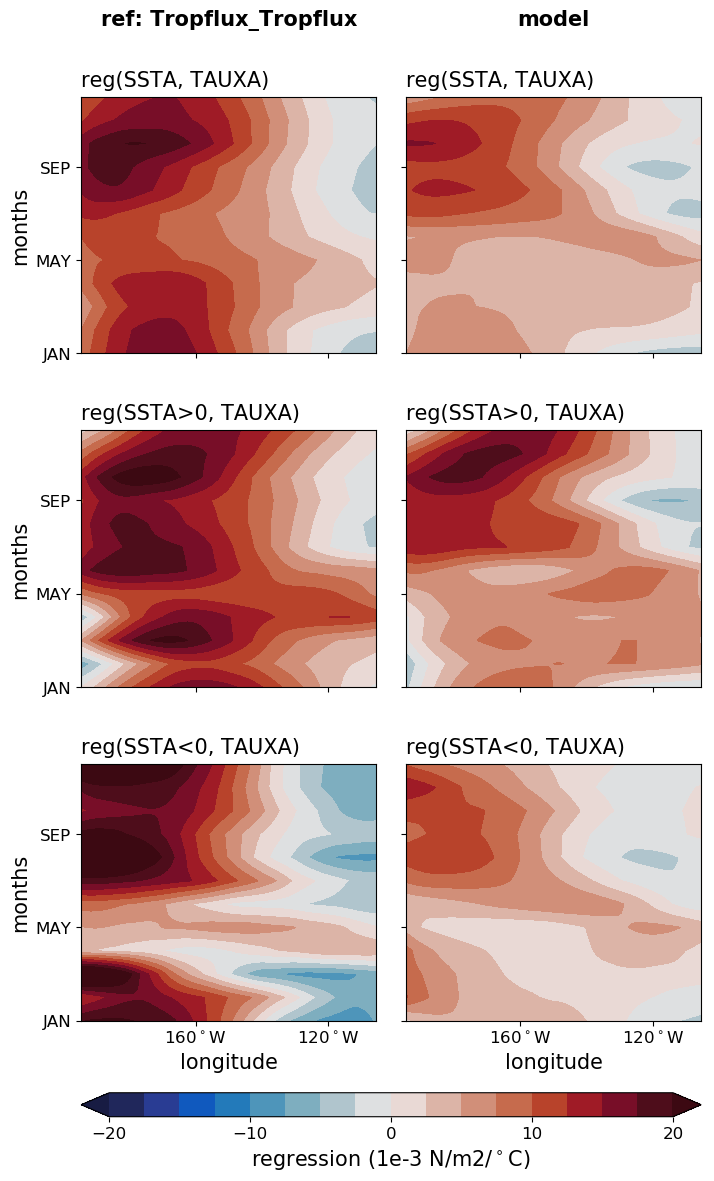 ref: Tropflux_Tropflux model
reg(SSTA, TAUXA) reg(SSTA, TAUXA)
SEP
months
MAY
JAN
reg(SSTA>0, TAUXA) reg(SSTA>0, TAUXA)
SEP
months
MAY
JAN
reg(SSTA<0, TAUXA) reg(SSTA<0, TAUXA)
SEP
months
MAY
JAN
160°W 120°W 160°W 120°W
longitude longitude
−20 −10 0 10 20
regression (1e-3 N/m2/°C)